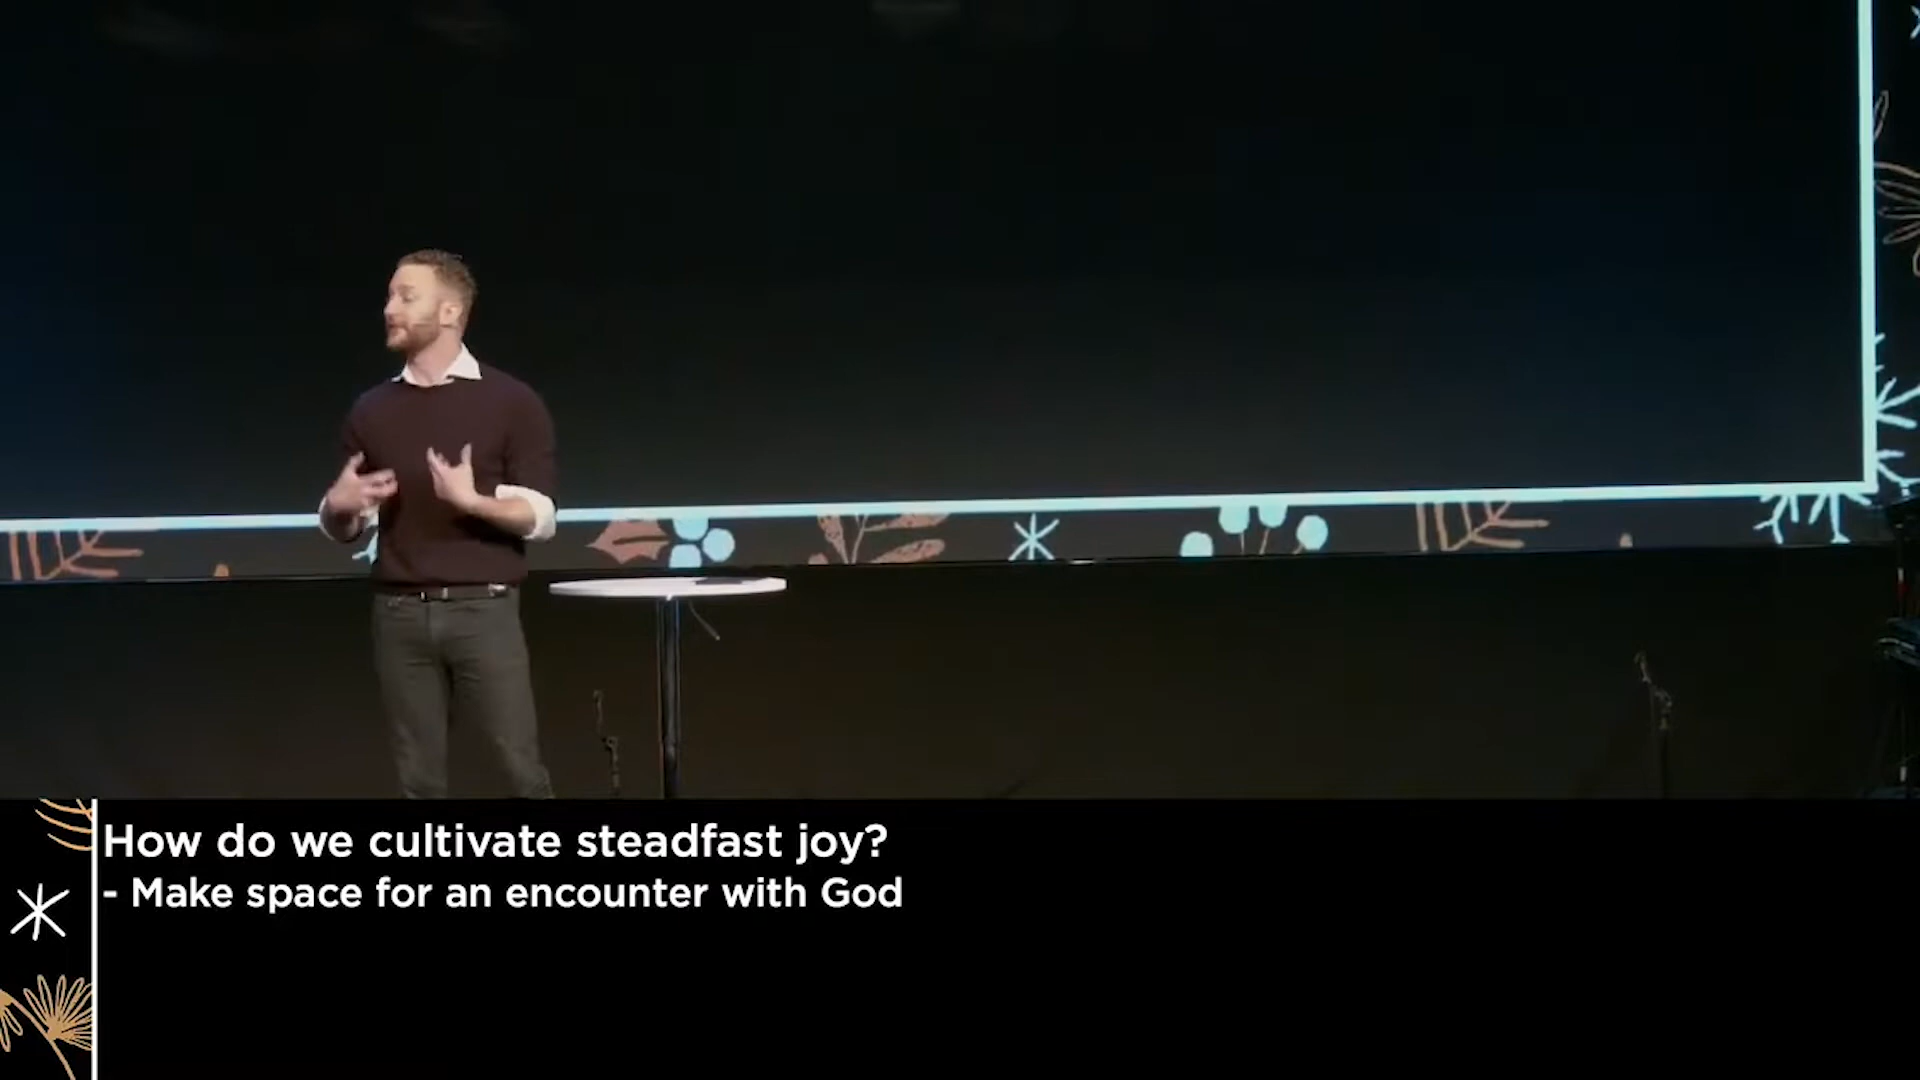 How do we cultivate steadfast joy?
- Make space for an encounter with God